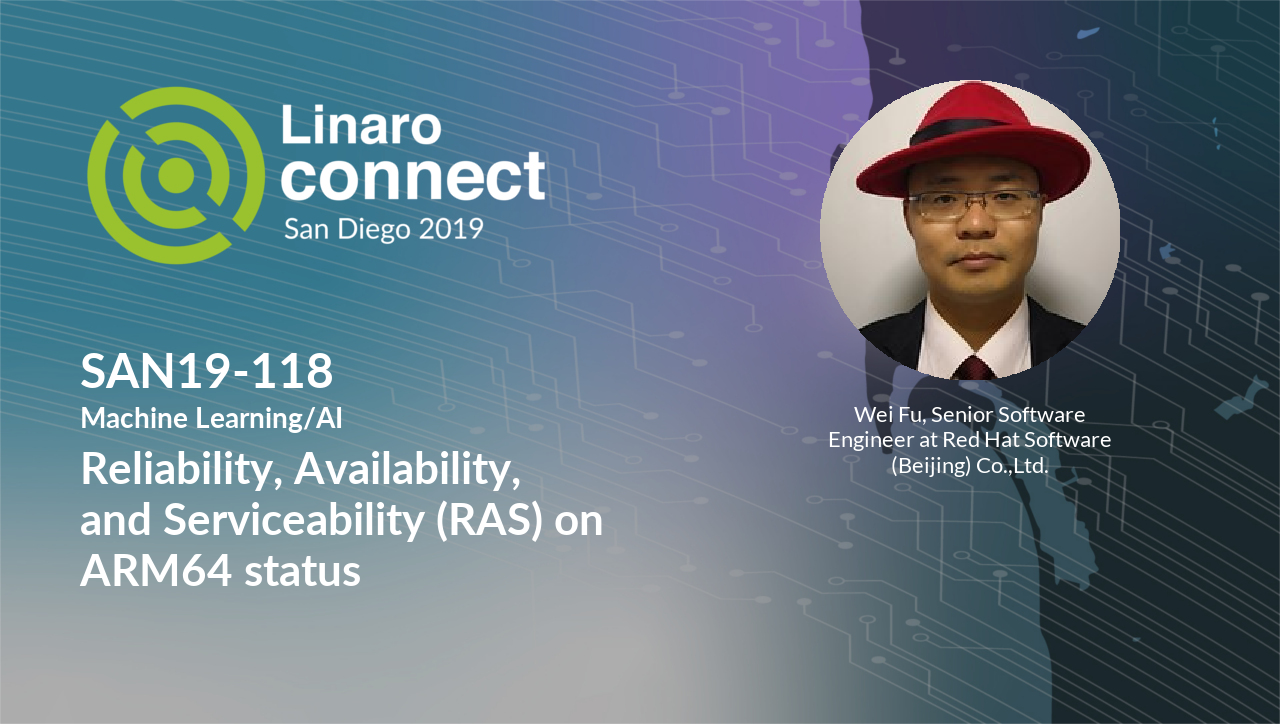 Linaro
connect
San Diego 2019
SAN19-118
Machine Learning/AI
Reliability, Availability,
and Serviceability (RAS) on
ARM64 status
Wei Fu, Senior Software
Engineer at Red Hat Software
(Beijing) Co.,Ltd.